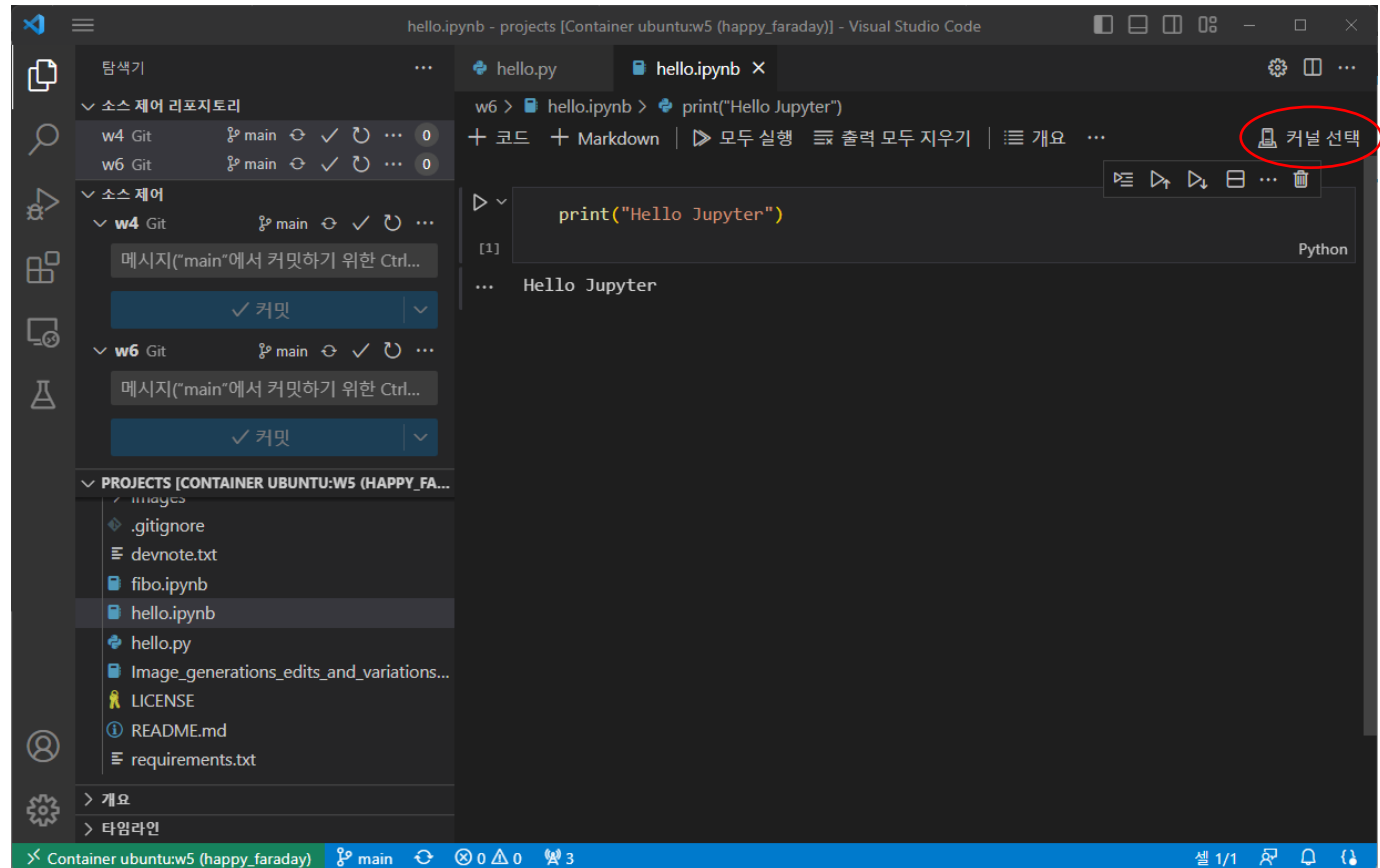 hello.ipynb - projects [Container ubuntu:w5 (happy_faraday)] - Visual Studio Code
탐색기
소스 제어 리포지토리
w4 Git main 0
w6 Git main 0
소스 제어
w4 Git main
메시지("main"에서 커밋하기 위한 Ctrl...
커밋
w6 Git main
메시지("main"에서 커밋하기 위한 Ctrl...
커밋
PROJECTS [CONTAINER UBUNTU:W5 (HAPPY_FA...
images
.gitignore
devnote.txt
fibo.ipynb
hello.ipynb
hello.py
Image_generations_edits_and_variations...
LICENSE
README.md
requirements.txt
개요
타임라인
hello.py hello.ipynb
w6 > hello.ipynb > print("Hello Jupyter")
코드 Markdown 모두 실행 출력 모두 지우기 개요 ... 커널 선택
print("Hello Jupyter")
[1] Python
Hello Jupyter
Container ubuntu:w5 (happy_faraday) main 0 0 3 셀 1/1